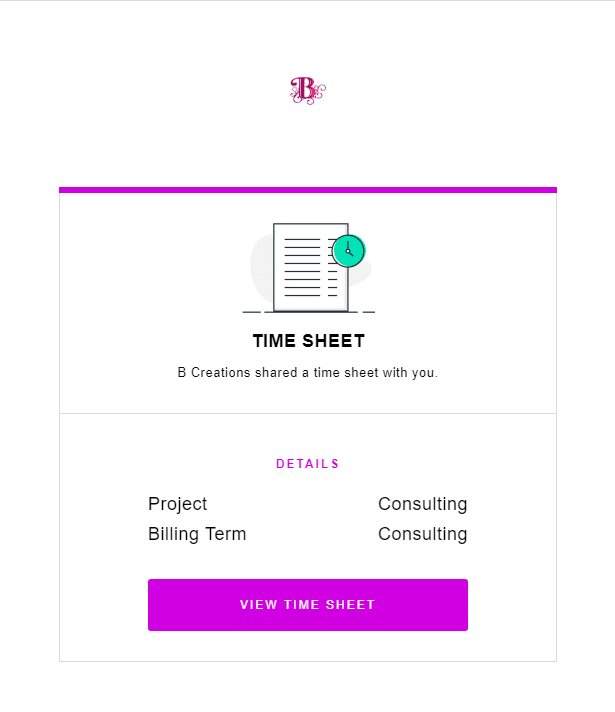 B
TIME SHEET
B Creations shared a time sheet with you.
DETAILS
Project Consulting
Billing Term Consulting
VIEW TIME SHEET